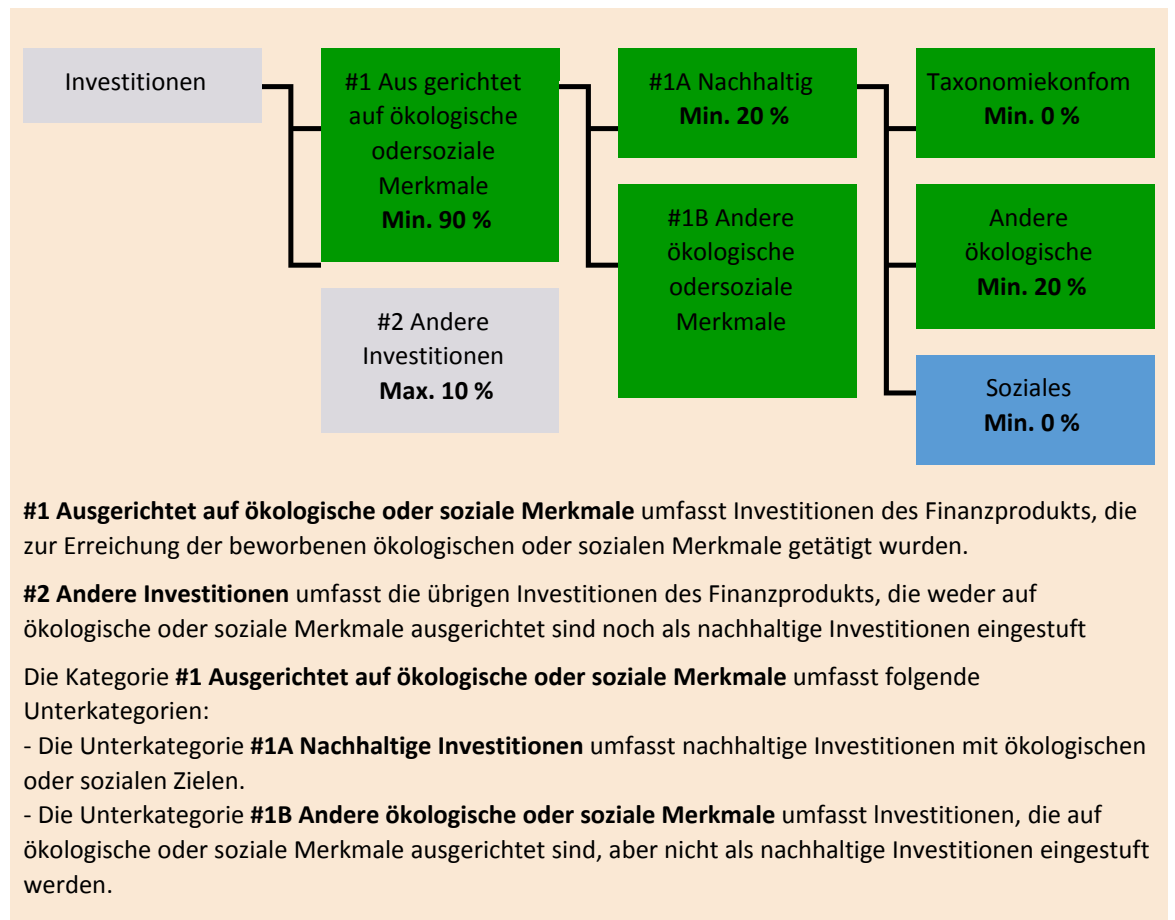 Investitionen
#1 Aus gerichtet
auf ökologische
odersoziale
Merkmale
Min. 90 %
#2 Andere
Investitionen
Max. 10 %
#1A Nachhaltig
Min. 20 %
#1B Andere
ökologische
odersoziale
Merkmale
Taxonomiekonfom
Min. 0 %
Andere
ökologische
Min. 20 %
Soziales
Min. 0 %
#1 Ausgerichtet auf ökologische oder soziale Merkmale umfasst Investitionen des Finanzprodukts, die
zur Erreichung der beworbenen ökologischen oder sozialen Merkmale getätigt wurden.
#2 Andere Investitionen umfasst die übrigen Investitionen des Finanzprodukts, die weder auf
ökologische oder soziale Merkmale ausgerichtet sind noch als nachhaltige Investitionen eingestuft
Die Kategorie #1 Ausgerichtet auf ökologische oder soziale Merkmale umfasst folgende
Unterkategorien:
- Die Unterkategorie #1A Nachhaltige Investitionen umfasst nachhaltige Investitionen mit ökologischen
oder sozialen Zielen.
- Die Unterkategorie #1B Andere ökologische oder soziale Merkmale umfasst lnvestitionen, die auf
ökologische oder soziale Merkmale ausgerichtet sind, aber nicht als nachhaltige Investitionen eingestuft
werden.